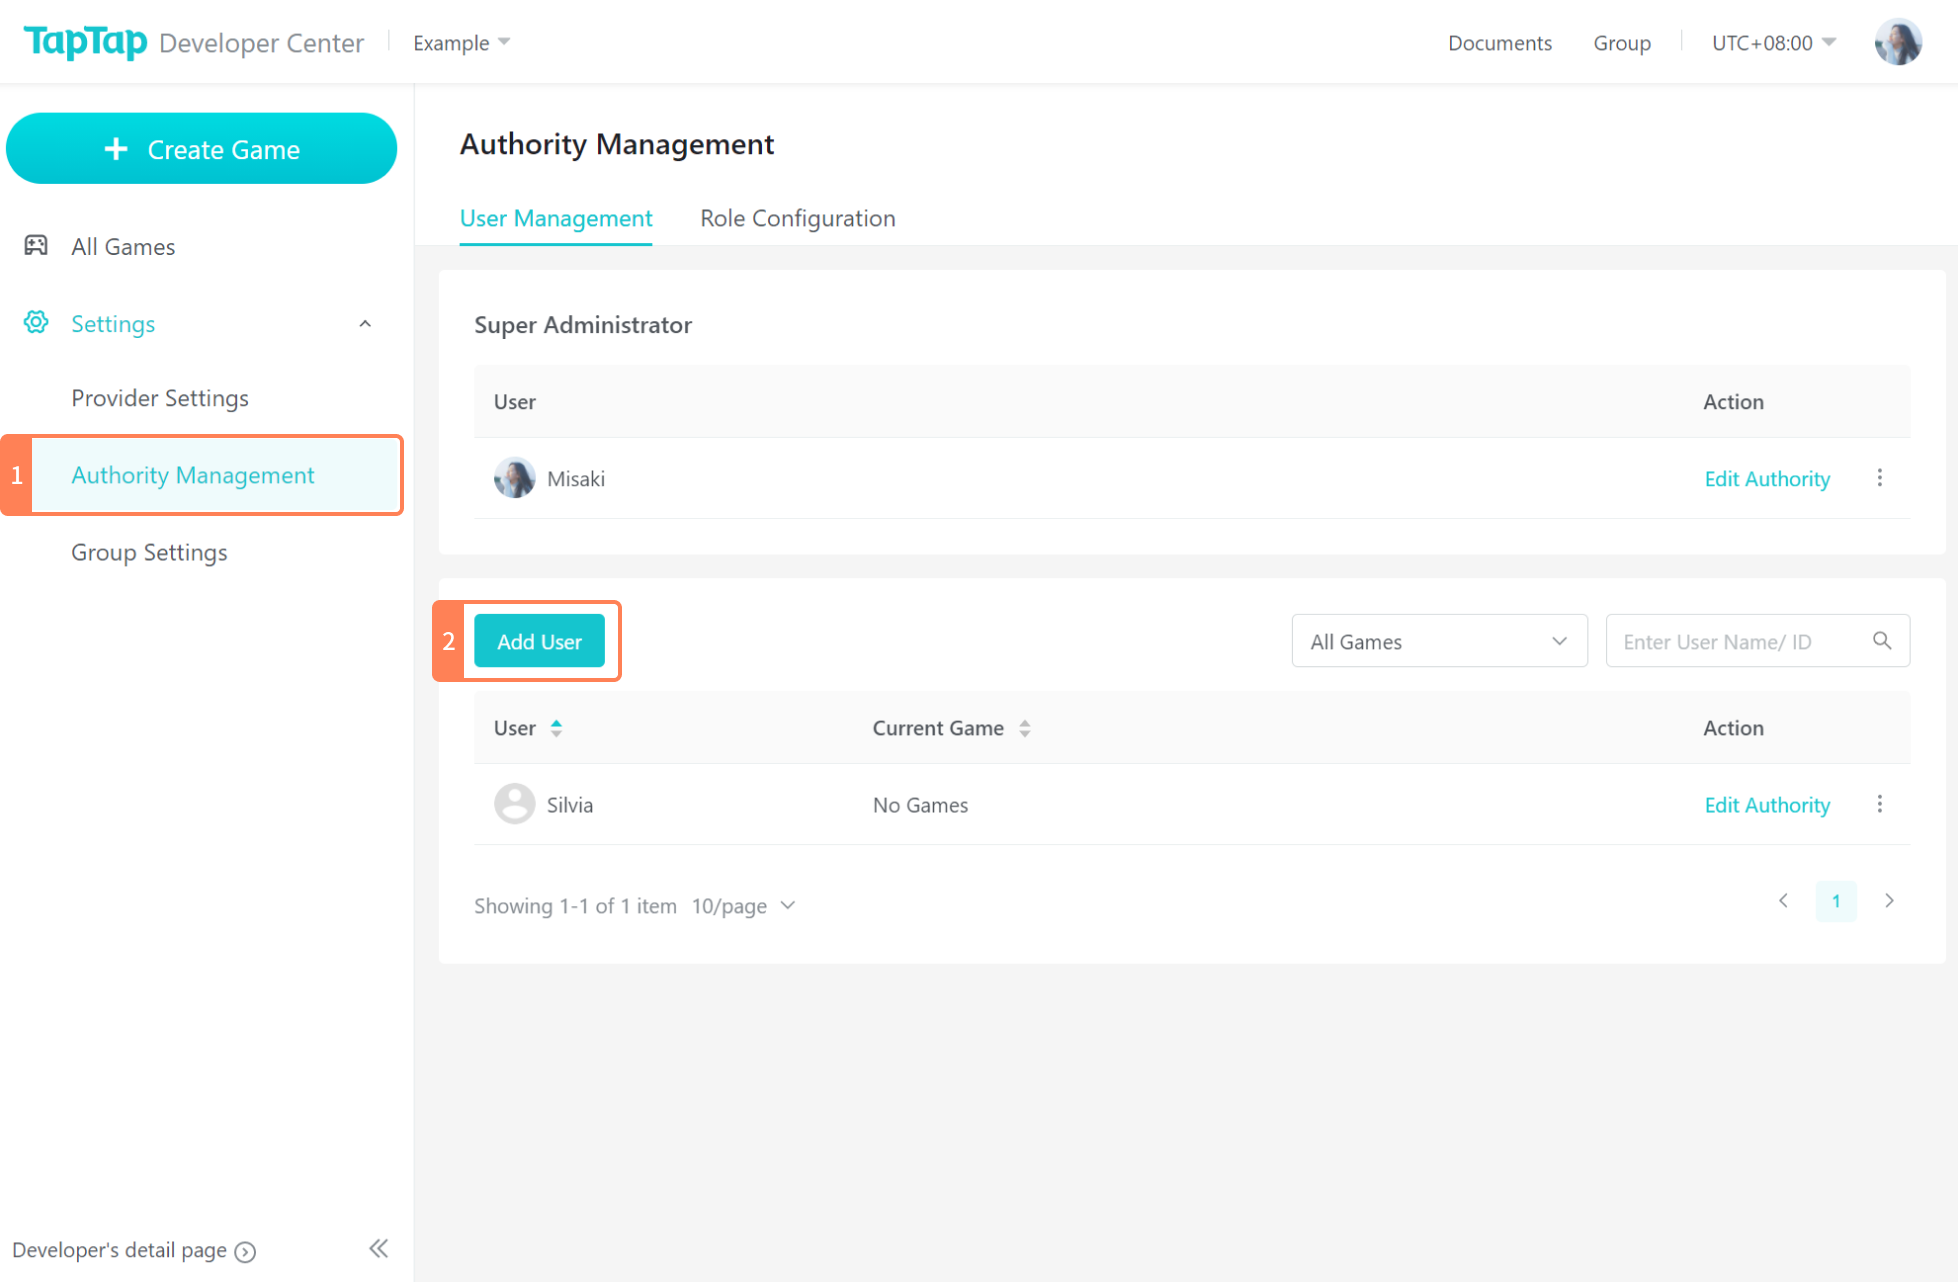 TapTap Developer Center Example Documents Group UTC+08:00
Create Game
All Games
Settings
Provider Settings
1 Authority Management
Group Settings
Developer's detail page
Authority Management
User Management Role Configuration
Super Administrator
User Action
Misaki Edit Authority
2 Add User All Games Enter User Name/ ID
User Current Game Action
Silvia No Games Edit Authority
Showing 1-1 of 1 item 10/page 1